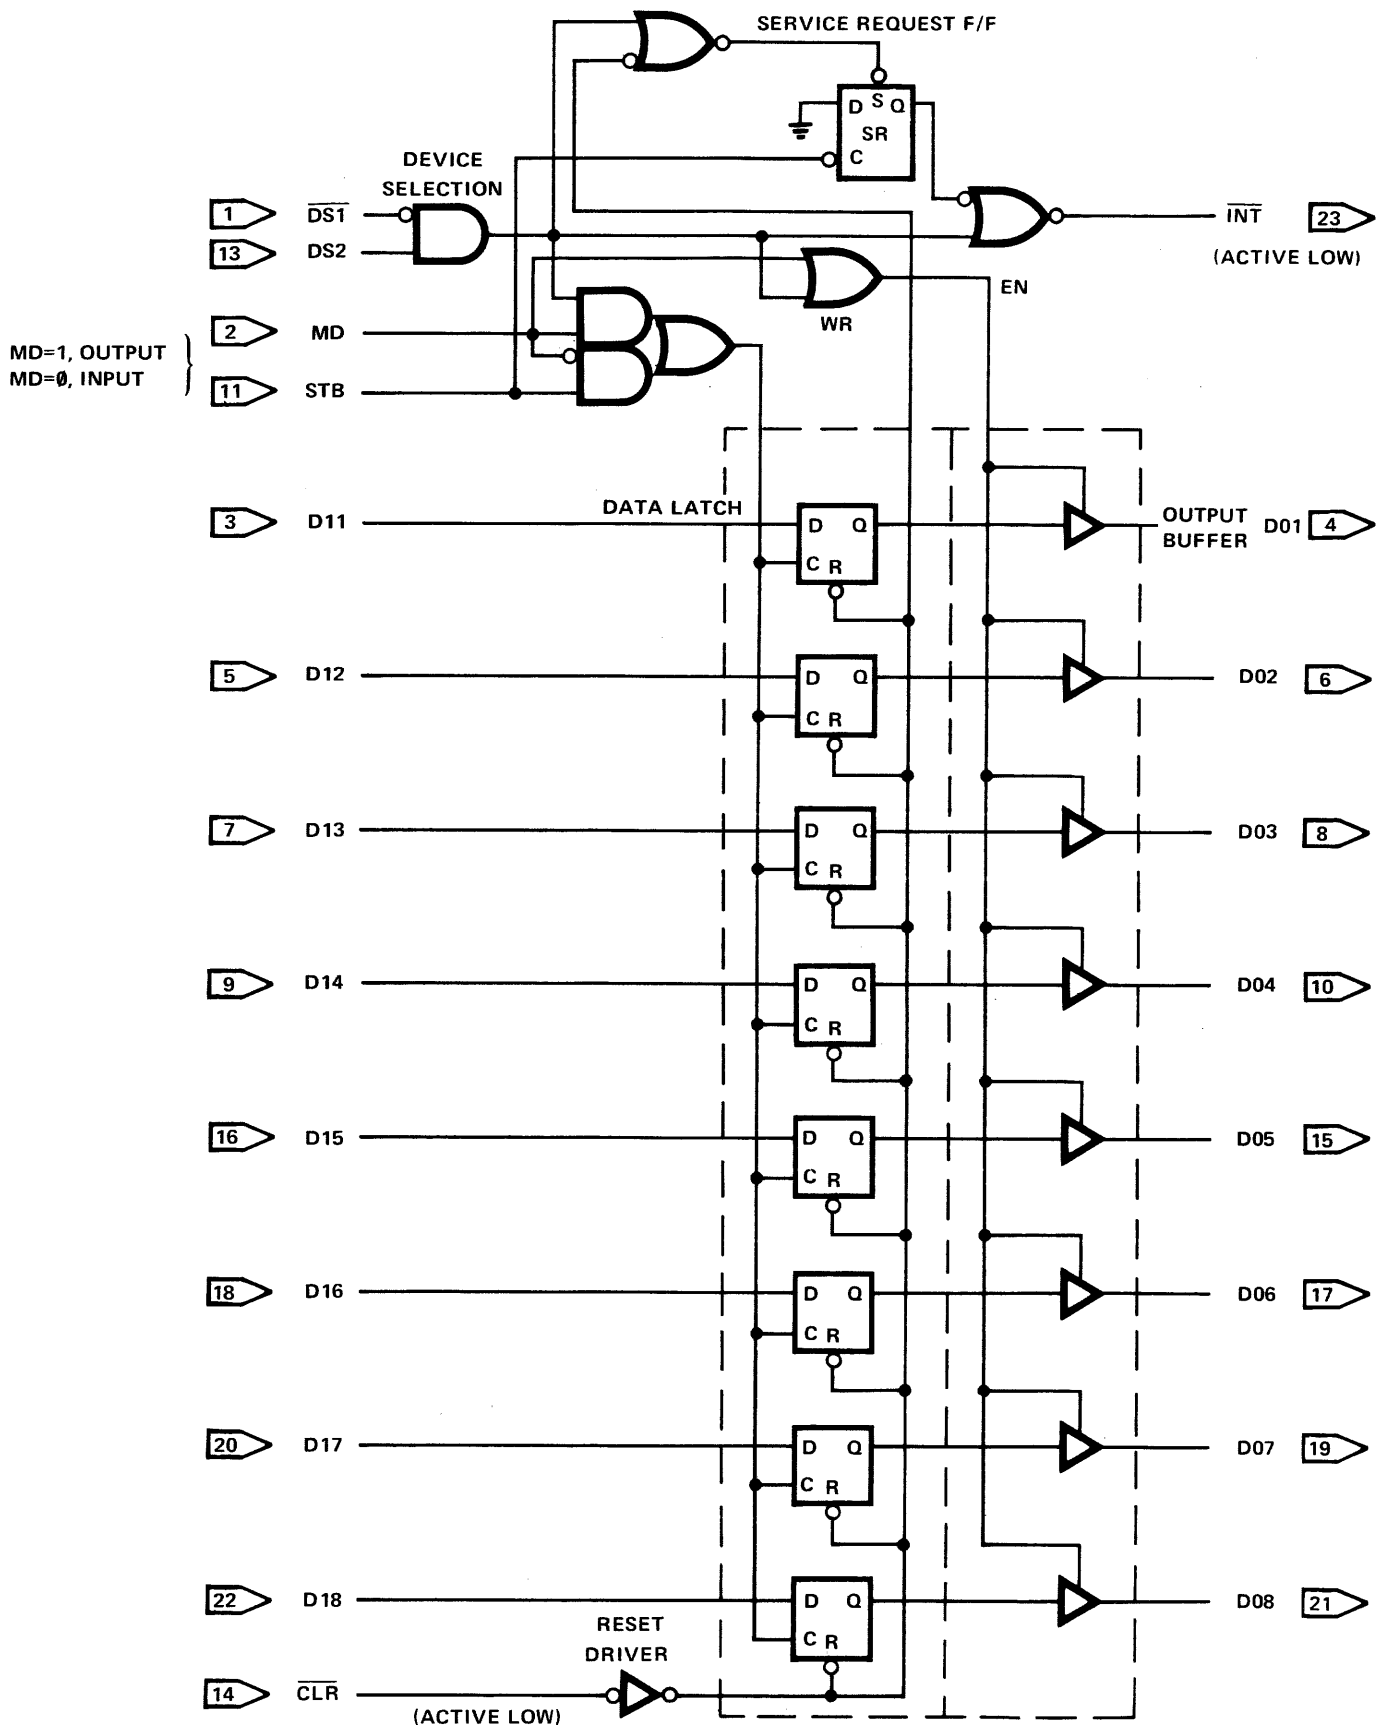 SERVICE REQUEST F/F
D S Q
SR
C
DEVICE
SELECTION
1 DS1
13 DS2
INT 23
(ACTIVE LOW)
EN
WR
2 MD
MD=1, OUTPUT
MD=0, INPUT
11 STB
DATA LATCH
3 D11 D Q
C R
OUTPUT
BUFFER
D01 4
5 D12 D Q D02 6
C R
7 D13 D Q D03 8
C R
9 D14 D Q D04 10
C R
16 D15 D Q D05 15
C R
18 D16 D Q D06 17
C R
20 D17 D Q D07 19
C R
22 D18 D Q D08 21
C R
RESET
DRIVER
14 CLR
(ACTIVE LOW)